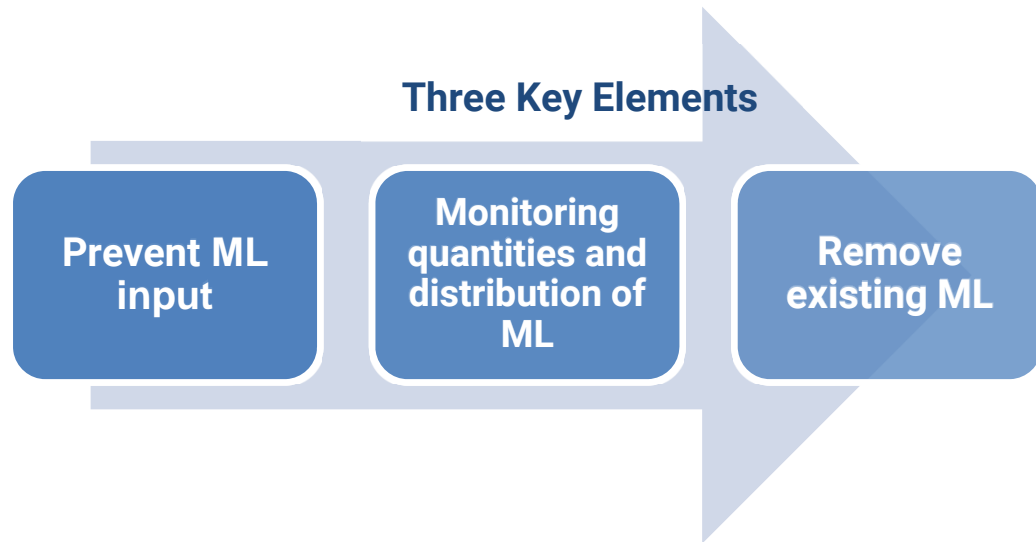 Three Key Elements
Prevent ML
input
Monitoring
quantities and
distribution of
ML
Remove
existing ML